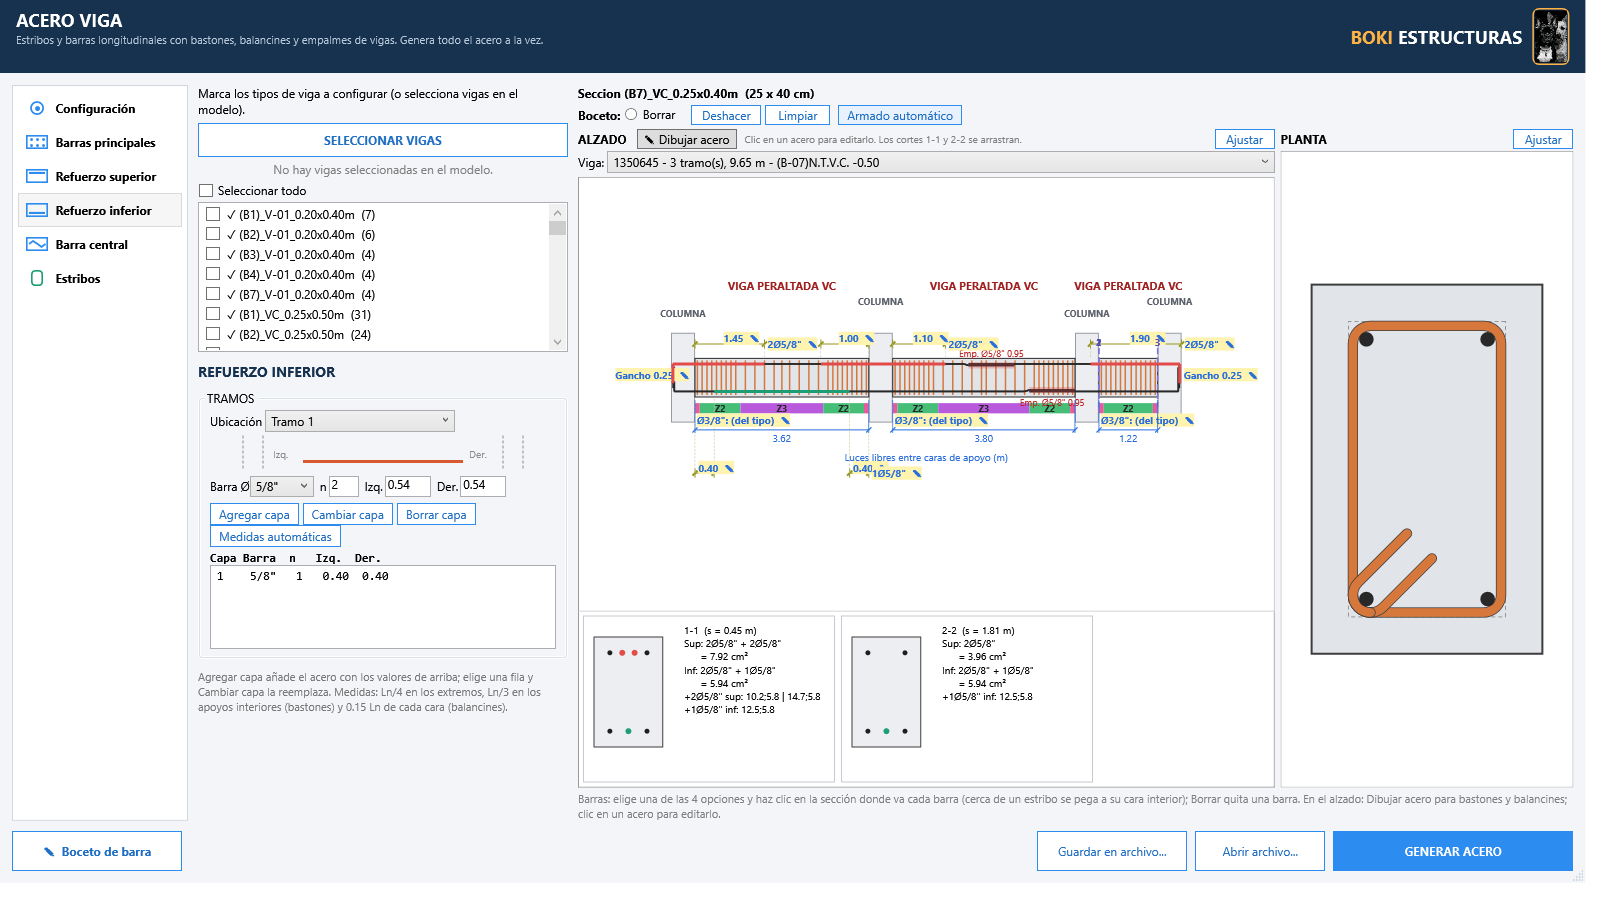 ACERO VIGA
Estribos y barras longitudinales con bastones, balancines y empalmes de vigas. Genera todo el acero a la vez.
BOKI ESTRUCTURAS
Configuración
Barras principales
Refuerzo superior
Refuerzo inferior
Barra central
Estribos
Boceto de barra
Marca los tipos de viga a configurar (o selecciona vigas en el
modelo).
SELECCIONAR VIGAS
No hay vigas seleccionadas en el modelo.
Seleccionar todo
✓ (B1)_V-01_0.20x0.40m (7)
✓ (B2)_V-01_0.20x0.40m (6)
✓ (B3)_V-01_0.20x0.40m (4)
✓ (B4)_V-01_0.20x0.40m (4)
✓ (B7)_V-01_0.20x0.40m (4)
✓ (B1)_VC_0.25x0.50m (31)
✓ (B2)_VC_0.25x0.50m (24)
REFUERZO INFERIOR
TRAMOS
Ubicación Tramo 1
Izq. Der.
Barra Ø 5/8" n 2 Izq. 0.54 Der. 0.54
Agregar capa Cambiar capa Borrar capa
Medidas automáticas
Capa Barra n Izq. Der.
1 5/8" 1 0.40 0.40
Agregar capa añade el acero con los valores de arriba; elige una fila y
Cambiar capa la reemplaza. Medidas: Ln/4 en los extremos, Ln/3 en los
apoyos interiores (bastones) y 0.15 Ln de cada cara (balancines).
Seccion (B7)_VC_0.25x0.40m (25 x 40 cm)
Boceto: Borrar Deshacer Limpiar Armado automático
ALZADO Dibujar acero Clic en un acero para editarlo. Los cortes 1-1 y 2-2 se arrastran. Ajustar
Viga: 1350645 - 3 tramo(s), 9.65 m - (B-07)N.T.V.C. -0.50
VIGA PERALTADA VC VIGA PERALTADA VC VIGA PERALTADA VC
COLUMNA COLUMNA
COLUMNA COLUMNA
1.45 1.00 1.10 1.90
2Ø5/8" 2Ø5/8" 2Ø5/8"
Emp. Ø5/8" 0.95
Gancho 0.25 Gancho 0.25
Emp. Ø5/8" 0.95
Z2 Z3 Z2 Z2 Z3 Z2 Z2
Ø3/8": (del tipo) Ø3/8": (del tipo) Ø3/8": (del tipo)
3.62 3.80 1.22
Luces libres entre caras de apoyo (m)
0.40 0.40 1Ø5/8"
1-1 (s = 0.45 m)
Sup: 2Ø5/8" + 2Ø5/8"
= 7.92 cm²
Inf: 2Ø5/8" + 1Ø5/8"
= 5.94 cm²
+2Ø5/8" sup: 10.2;5.8 | 14.7;5.8
+1Ø5/8" inf: 12.5;5.8
2-2 (s = 1.81 m)
Sup: 2Ø5/8"
= 3.96 cm²
Inf: 2Ø5/8" + 1Ø5/8"
= 5.94 cm²
+1Ø5/8" inf: 12.5;5.8
PLANTA Ajustar
Barras: elige una de las 4 opciones y haz clic en la sección donde va cada barra (cerca de un estribo se pega a su cara interior); Borrar quita una barra. En el alzado: Dibujar acero para bastones y balancines;
clic en un acero para editarlo.
Guardar en archivo... Abrir archivo... GENERAR ACERO